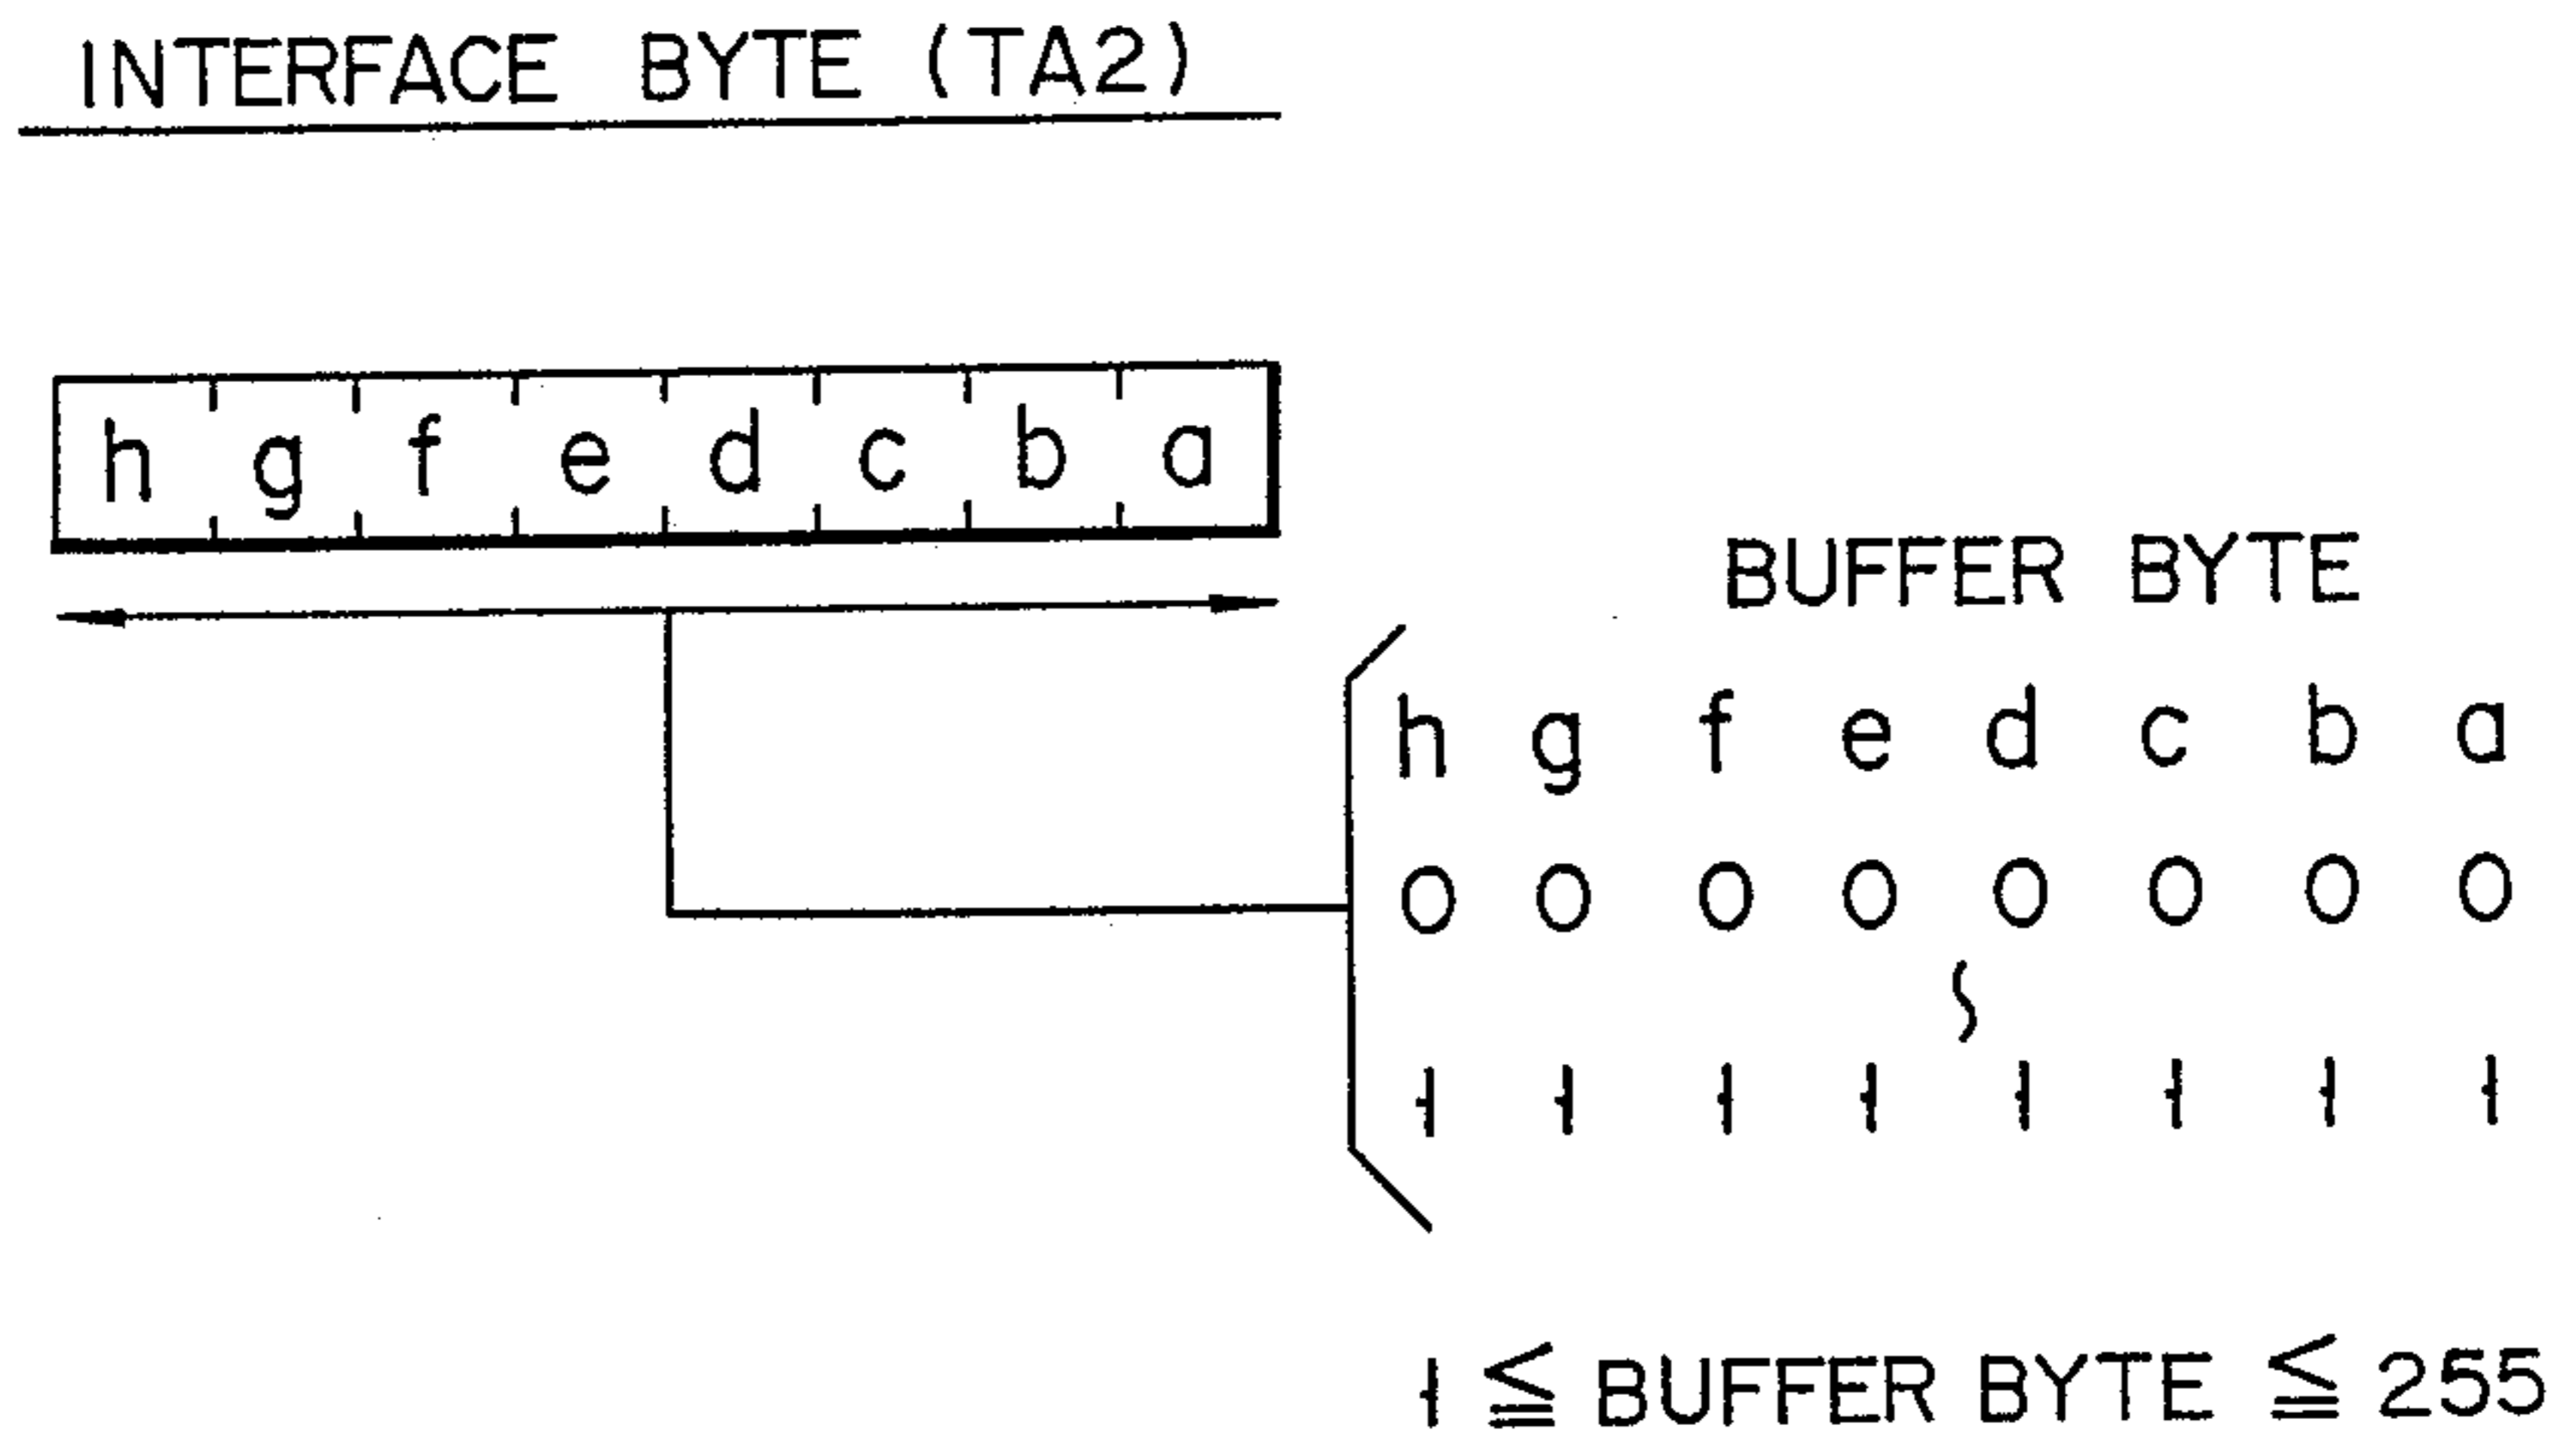 INTERFACE BYTE (TA2)
h g f e d c b a
BUFFER BYTE
h g f e d c b a
0 0 0 0 0 0 0 0
~
1 1 1 1 1 1 1 1
1 ≦ BUFFER BYTE ≦ 255